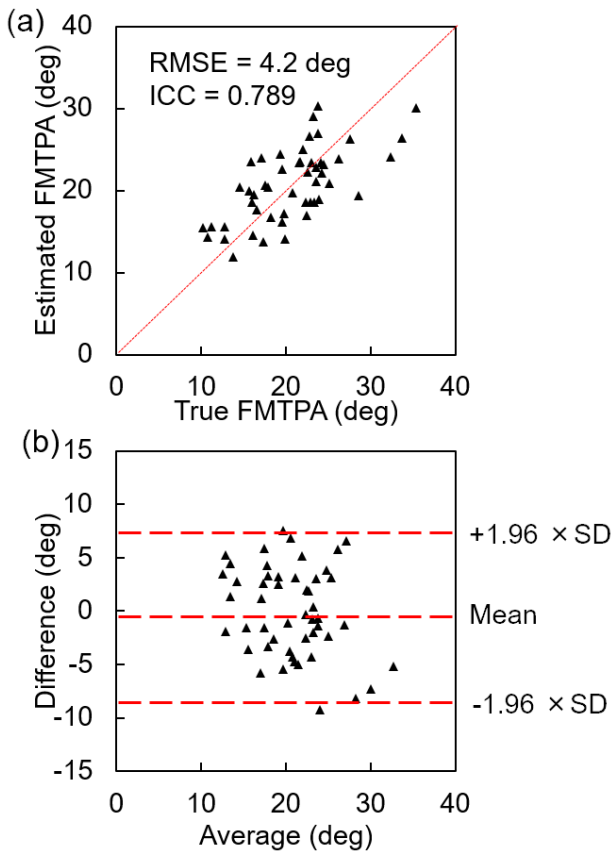 (a)
40
30
20
10
0
Estimated FMTPA (deg)
RMSE = 4.2 deg
ICC = 0.789
0 10 20 30 40
True FMTPA (deg)
(b)
15
10
5
0
-5
-10
-15
Difference (deg)
+1.96 × SD
Mean
-1.96 × SD
0 10 20 30 40
Average (deg)